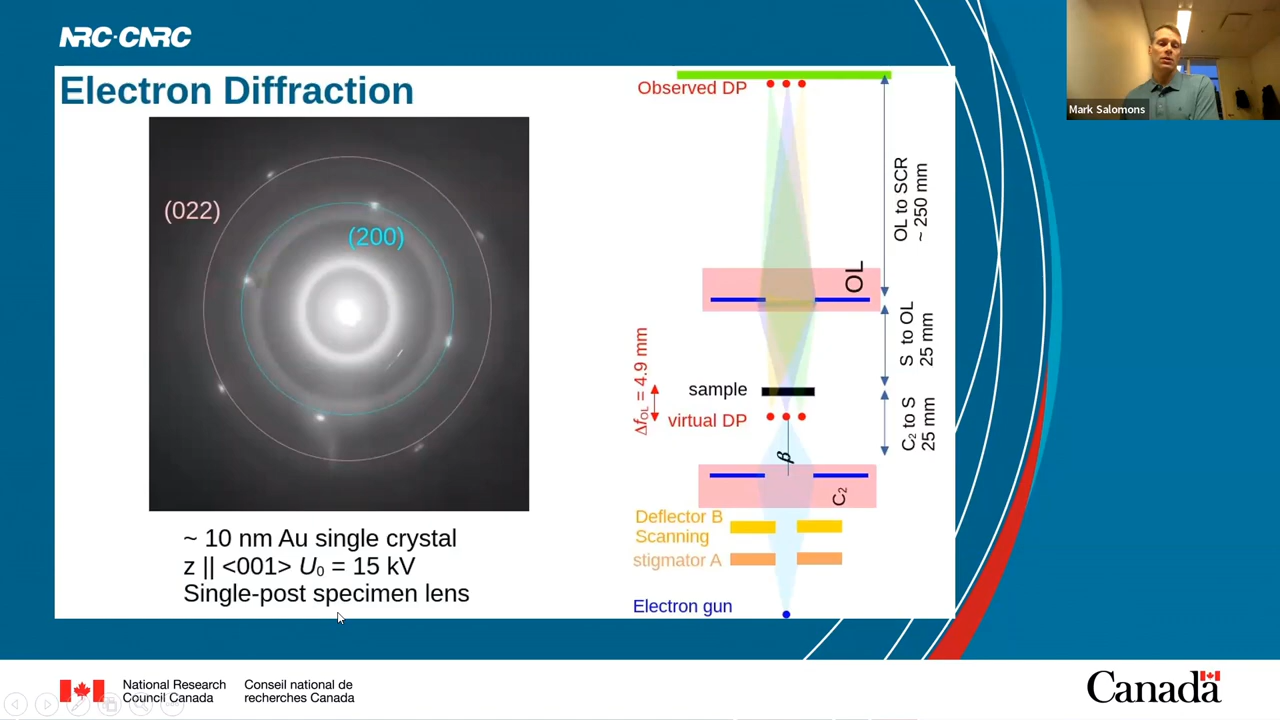 NRC·CNRC
Electron Diffraction
(022)
(200)
~ 10 nm Au single crystal
z || <001> U₀ = 15 kV
Single-post specimen lens
Observed DP
OL to SCR
~ 250 mm
OL
S to OL
25 mm
Δf_OL = 4.9 mm
sample
virtual DP
C₂ to S
25 mm
β
C₂
Deflector B
Scanning
stigmator A
Electron gun
Mark Salomons
National Research
Council Canada
Conseil national de
recherches Canada
Canada